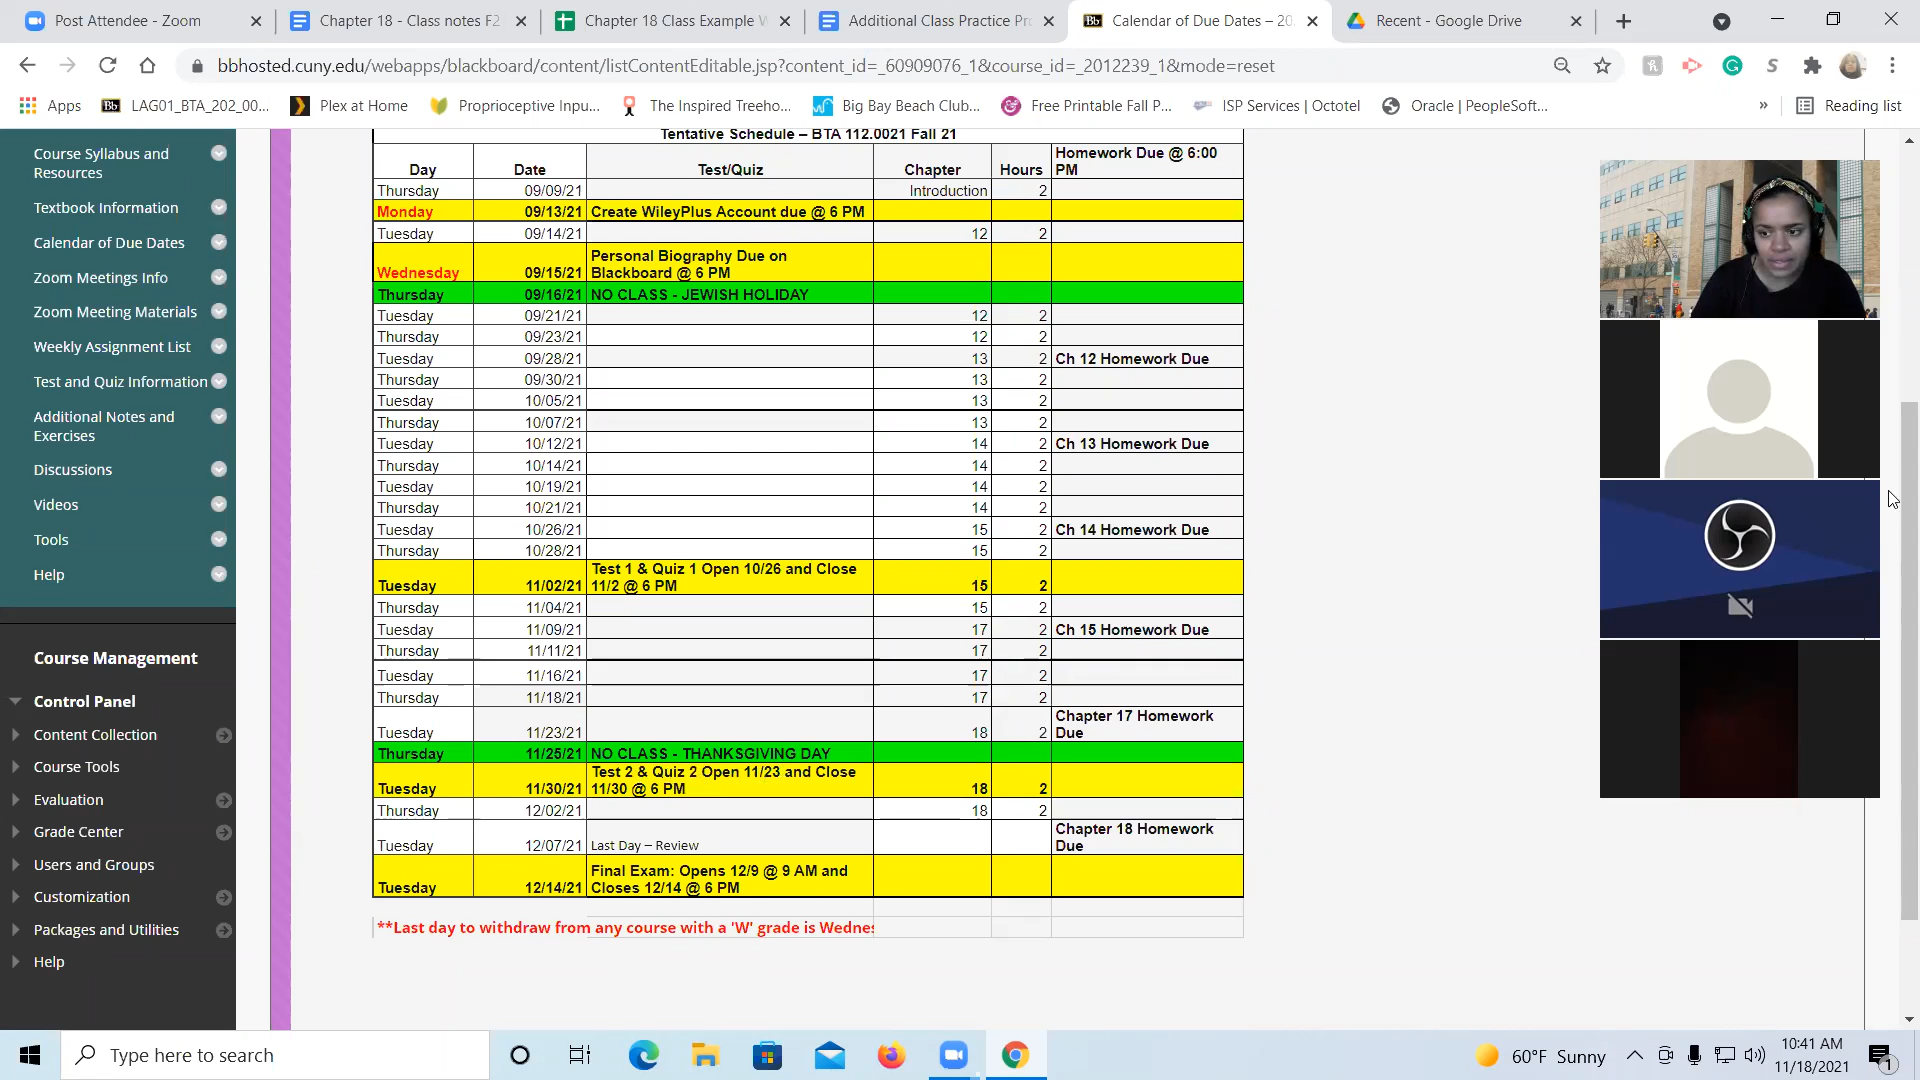 Post Attendee - Zoom
Chapter 18 - Class notes F2
Chapter 18 Class Example W
Additional Class Practice Pr
Calendar of Due Dates – 20
Recent - Google Drive
bbhosted.cuny.edu/webapps/blackboard/content/listContentEditable.jsp?content_id=_60909076_1&course_id=_2012239_1&mode=reset
Apps
LAG01_BTA_202_00...
Plex at Home
Proprioceptive Inpu...
The Inspired Treeho...
Big Bay Beach Club...
Free Printable Fall P...
ISP Services | Octotel
Oracle | PeopleSoft...
»
Reading list
Course Syllabus and
Resources
Textbook Information
Calendar of Due Dates
Zoom Meetings Info
Zoom Meeting Materials
Weekly Assignment List
Test and Quiz Information
Additional Notes and
Exercises
Discussions
Videos
Tools
Help
Course Management
Control Panel
Content Collection
Course Tools
Evaluation
Grade Center
Users and Groups
Customization
Packages and Utilities
Help
Tentative Schedule – BTA 112.0021 Fall 21
Day Date Test/Quiz Chapter Hours Homework Due @ 6:00
PM
Thursday 09/09/21 Introduction 2
Monday 09/13/21 Create WileyPlus Account due @ 6 PM
Tuesday 09/14/21 12 2
Personal Biography Due on
Wednesday 09/15/21 Blackboard @ 6 PM
Thursday 09/16/21 NO CLASS - JEWISH HOLIDAY
Tuesday 09/21/21 12 2
Thursday 09/23/21 12 2
Tuesday 09/28/21 13 2 Ch 12 Homework Due
Thursday 09/30/21 13 2
Tuesday 10/05/21 13 2
Thursday 10/07/21 13 2
Tuesday 10/12/21 14 2 Ch 13 Homework Due
Thursday 10/14/21 14 2
Tuesday 10/19/21 14 2
Thursday 10/21/21 14 2
Tuesday 10/26/21 15 2 Ch 14 Homework Due
Thursday 10/28/21 15 2
Test 1 & Quiz 1 Open 10/26 and Close
Tuesday 11/02/21 11/2 @ 6 PM 15 2
Thursday 11/04/21 15 2
Tuesday 11/09/21 17 2 Ch 15 Homework Due
Thursday 11/11/21 17 2
Tuesday 11/16/21 17 2
Thursday 11/18/21 17 2
Chapter 17 Homework
Tuesday 11/23/21 18 2 Due
Thursday 11/25/21 NO CLASS - THANKSGIVING DAY
Test 2 & Quiz 2 Open 11/23 and Close
Tuesday 11/30/21 11/30 @ 6 PM 18 2
Thursday 12/02/21 18 2
Chapter 18 Homework
Tuesday 12/07/21 Last Day – Review Due
Final Exam: Opens 12/9 @ 9 AM and
Tuesday 12/14/21 Closes 12/14 @ 6 PM
**Last day to withdraw from any course with a 'W' grade is Wednes
Type here to search
60°F Sunny
10:41 AM
11/18/2021
1